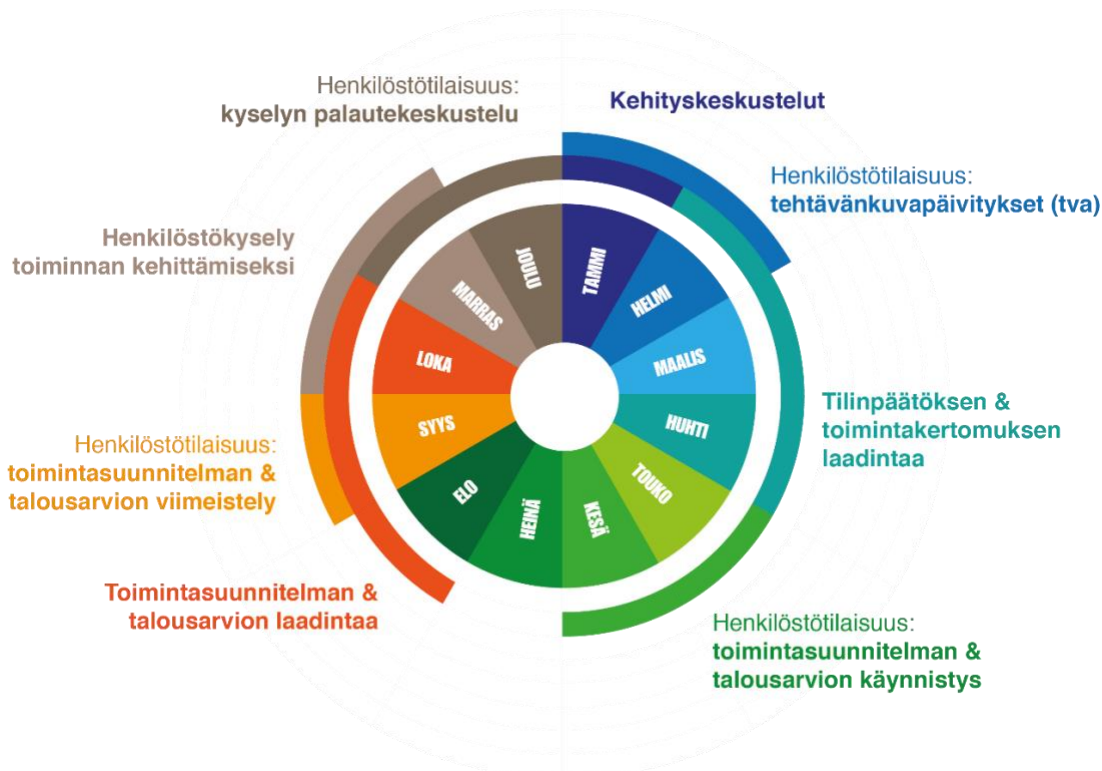 Henkilöstötilaisuus:
kyselyn palautekeskustelu
Kehityskeskustelut
Henkilöstötilaisuus:
tehtävänkuvapäivitykset (tva)
Henkilöstökysely
toiminnan kehittämiseksi
Tilinpäätöksen &
toimintakertomuksen
laadintaa
Henkilöstötilaisuus:
toimintasuunnitelman &
talousarvion viimeistely
Toimintasuunnitelman &
talousarvion laadintaa
Henkilöstötilaisuus:
toimintasuunnitelman &
talousarvion käynnistys
TAMMI
HELMI
MAALIS
HUHTI
TOUKO
KESÄ
HEINÄ
ELO
SYYS
LOKA
MARRAS
JOULU